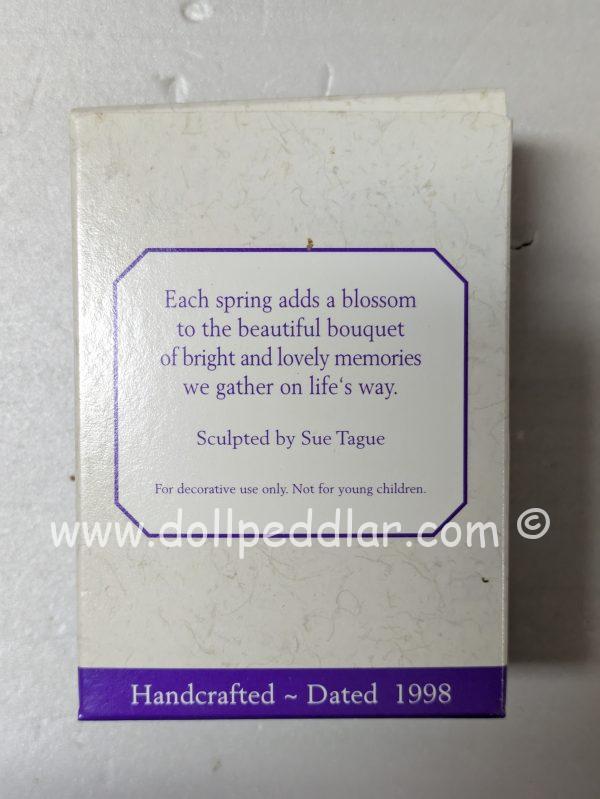 Each spring adds a blossom
to the beautiful bouquet
of bright and lovely memories
we gather on life‘s way.
Sculpted by Sue Tague
For decorative use only. Not for young children.
www.dollpeddlar.com ©
Handcrafted ~ Dated 1998